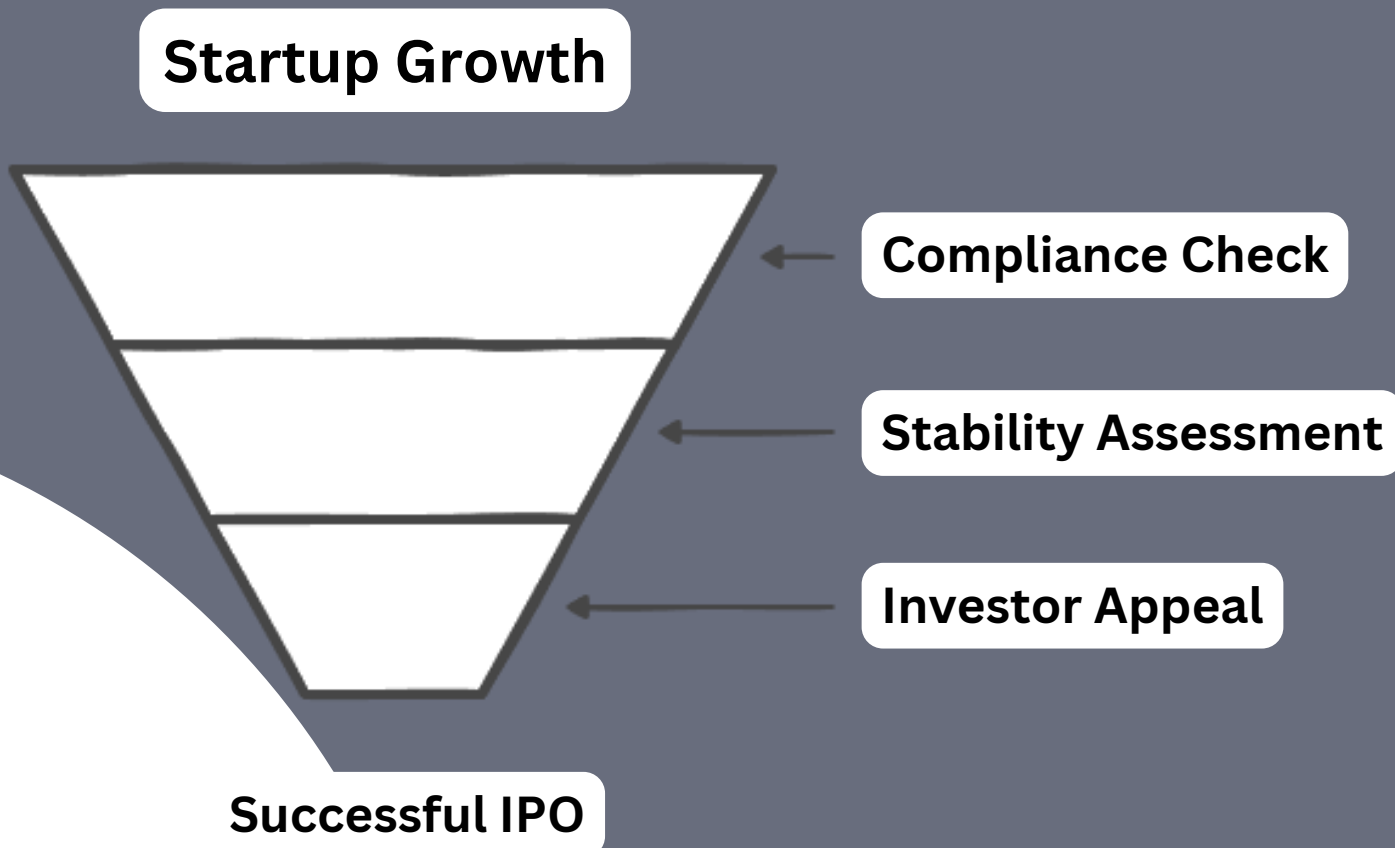 Startup Growth
Compliance Check
Stability Assessment
Investor Appeal
Successful IPO